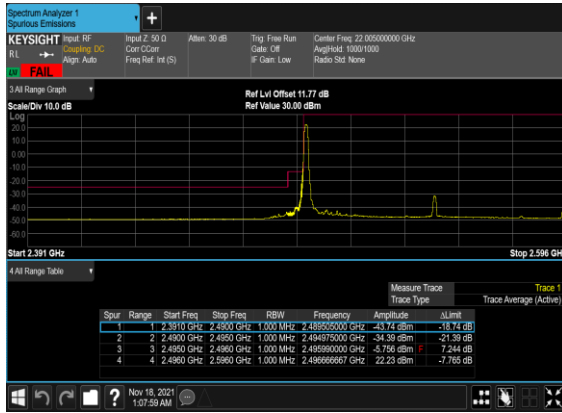 Spectrum Analyzer 1
Spurious Emissions
+
KEYSIGHT Input: RF Input Z: 50 Ω Atten: 30 dB Trig: Free Run Center Freq: 22.005000000 GHz
RL Coupling: DC Corr CCorr Gate: Off Avg|Hold: 1000/1000
Align: Auto Freq Ref: Int (S) IF Gain: Low Radio Std: None
LV FAIL
3 All Range Graph
Ref Lvl Offset 11.77 dB
Scale/Div 10.0 dB Ref Value 30.00 dBm
Log
20.0
10.0
0.00
-10.0
-20.0
-30.0
-40.0
-50.0
-60.0
Start 2.391 GHz Stop 2.596 GH
4 All Range Table
Measure Trace Trace 1
Trace Type Trace Average (Active)
Spur Range Start Freq Stop Freq RBW Frequency Amplitude ΔLimit
1 1 2.3910 GHz 2.4900 GHz 1.000 MHz 2.489505000 GHz -43.74 dBm -18.74 dB
2 2 2.4900 GHz 2.4950 GHz 1.000 MHz 2.494975000 GHz -34.39 dBm -21.39 dB
3 3 2.4950 GHz 2.4960 GHz 1.000 MHz 2.495990000 GHz -5.756 dBm F 7.244 dB
4 4 2.4960 GHz 2.5960 GHz 1.000 MHz 2.496666667 GHz 22.23 dBm -7.765 dB
? Nov 18, 2021
1:07:59 AM